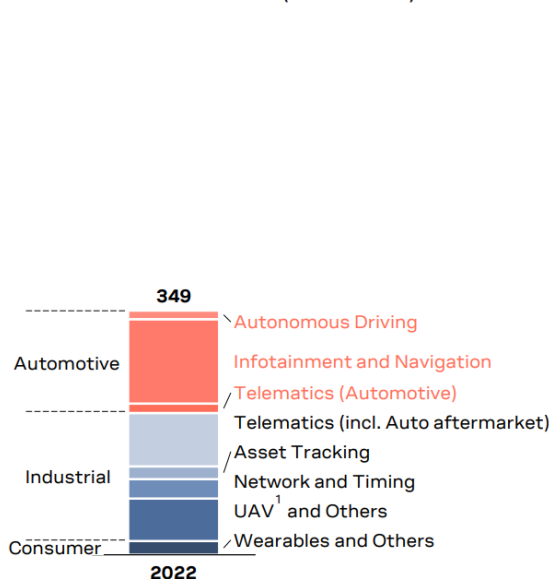 349
Autonomous Driving
Automotive
Infotainment and Navigation
Telematics (Automotive)
Telematics (incl. Auto aftermarket)
Asset Tracking
Industrial
Network and Timing
UAV1 and Others
Wearables and Others
Consumer
2022